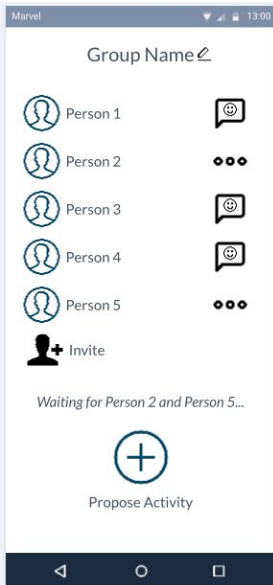 Marvel 13:00
Group Name
Person 1
Person 2
Person 3
Person 4
Person 5
Invite
Waiting for Person 2 and Person 5...
Propose Activity